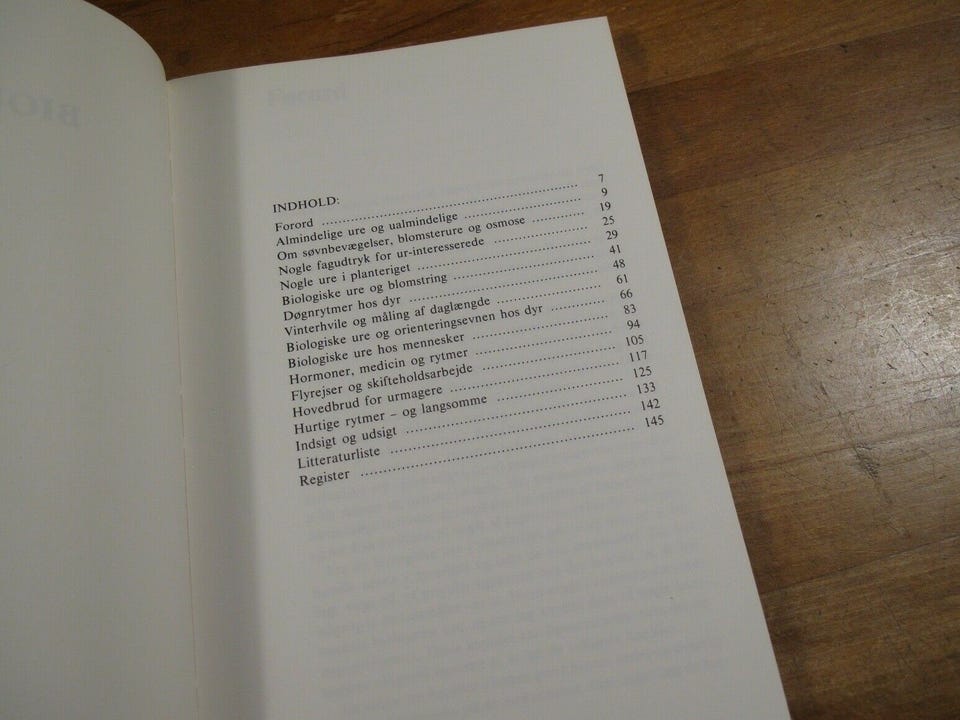 INDHOLD:
Forord ........ 7
Almindelige ure og ualmindelige ........ 9
Om søvnbevægelser, blomsterure og osmose ........ 19
Nogle fagudtryk for ur-interesserede ........ 25
Nogle ure i planteriget ........ 29
Biologiske ure og blomstring ........ 41
Døgnrytmer hos dyr ........ 48
Vinterhvile og måling af daglængde ........ 61
Biologiske ure og orienteringsevnen hos dyr ........ 66
Biologiske ure hos mennesker ........ 83
Hormoner, medicin og rytmer ........ 94
Flyrejser og skifteholdsarbejde ........ 105
Hovedbrud for urmagere ........ 117
Hurtige rytmer – og langsomme ........ 125
Indsigt og udsigt ........ 133
Litteraturliste ........ 142
Register ........ 145